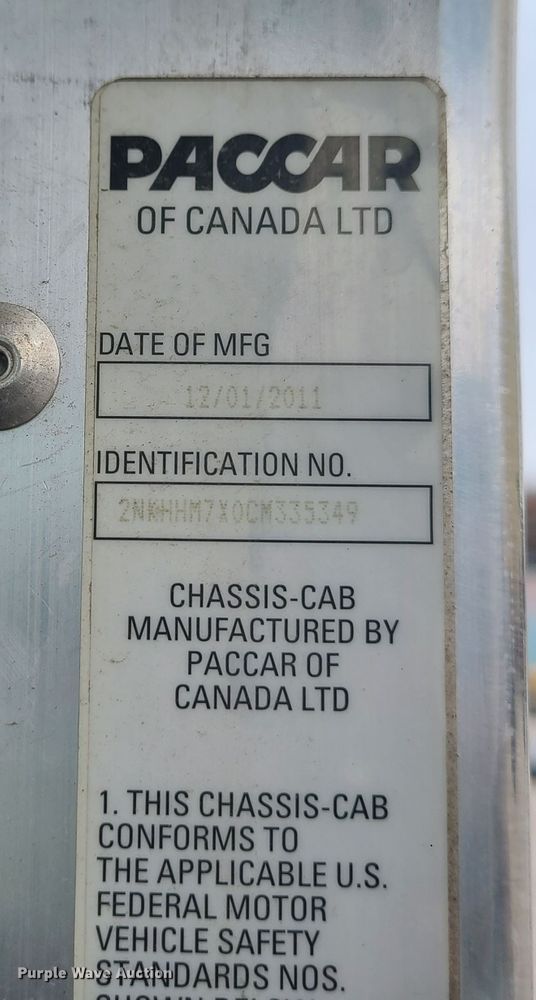 PACCAR
OF CANADA LTD
DATE OF MFG
12/01/2011
IDENTIFICATION NO.
2NKHHM7X0CM335349
CHASSIS-CAB
MANUFACTURED BY
PACCAR OF
CANADA LTD
1. THIS CHASSIS-CAB
CONFORMS TO
THE APPLICABLE U.S.
FEDERAL MOTOR
VEHICLE SAFETY
STANDARDS NOS.
Purple Wave Auction